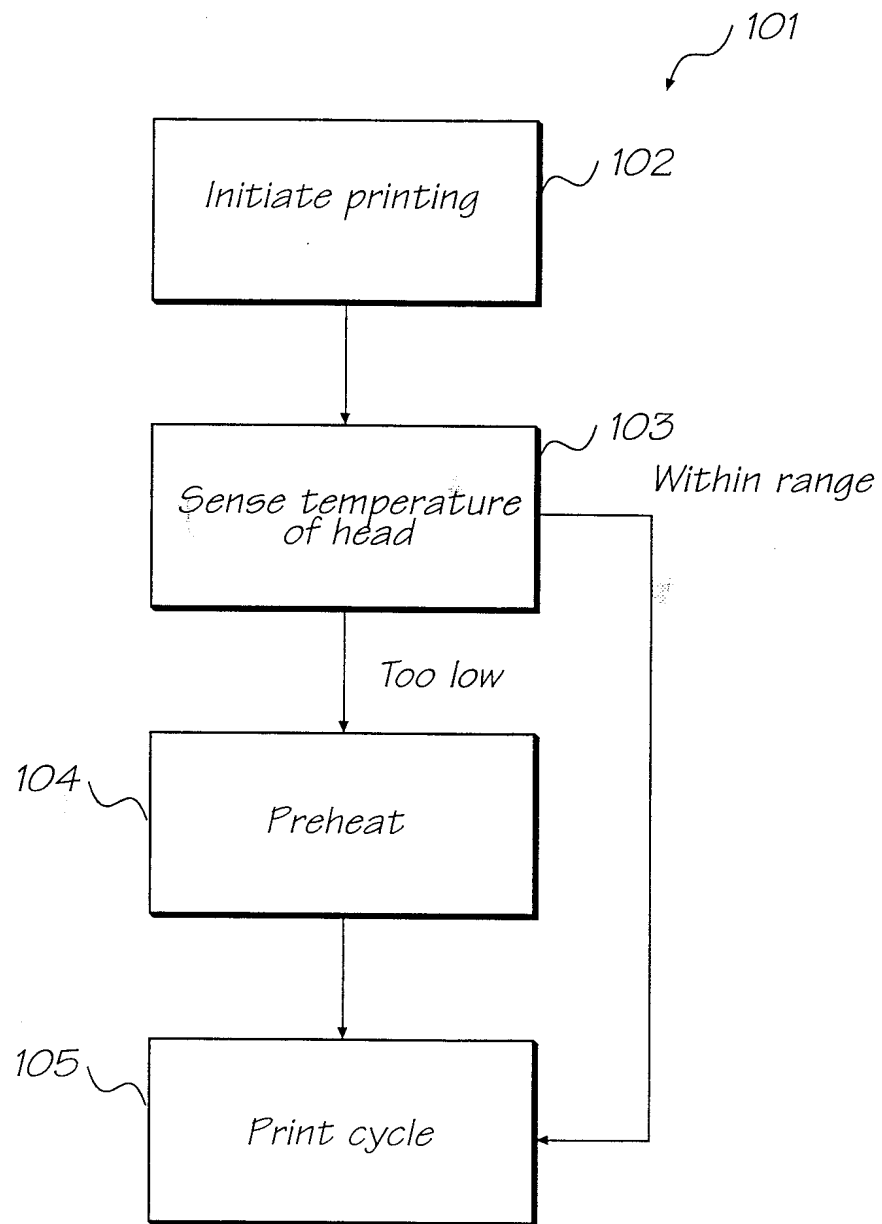 101
Initiate printing
102
103
Within range
Sense temperature
of head
Too low
104
Preheat
105
Print cycle